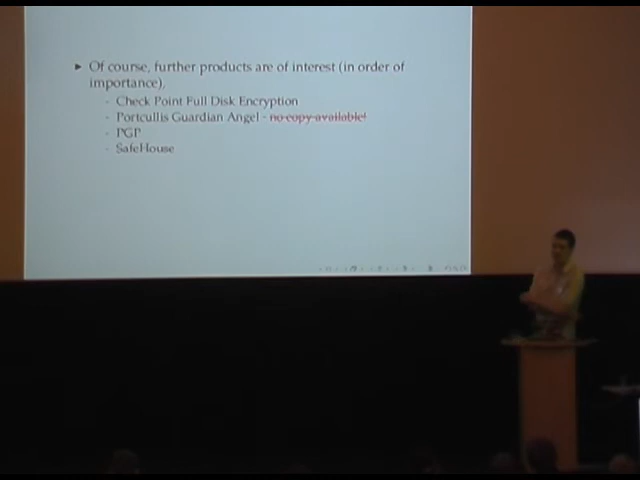 ▸ Of course, further products are of interest (in order of
importance),
- Check Point Full Disk Encryption
- Portcullis Guardian Angel - no copy available!
- PGP
- SafeHouse